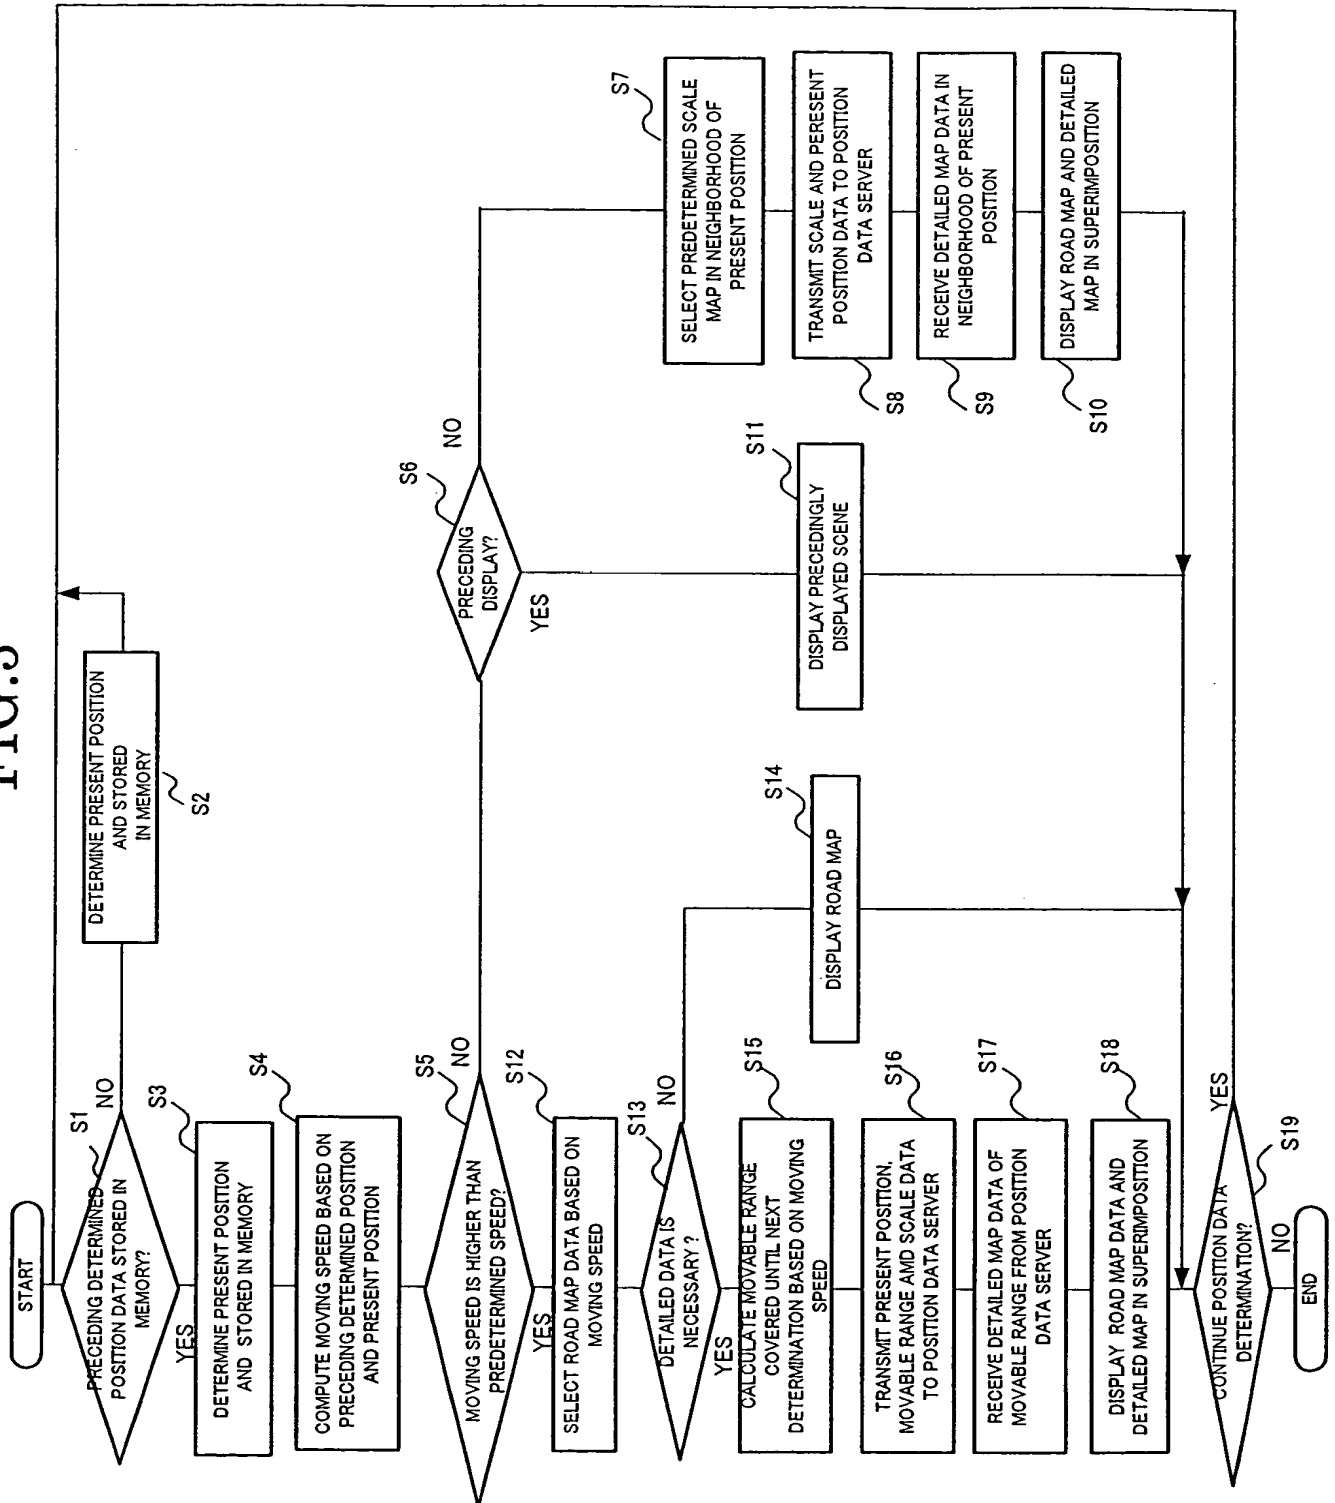 START
PRECEDING DETERMINED
POSITION DATA STORED IN
MEMORY?
S1
NO
YES
DETERMINE PRESENT POSITION
AND STORED
IN MEMORY
S2
DETERMINE PRESENT POSITION
AND STORED IN MEMORY
S3
COMPUTE MOVING SPEED BASED ON
PRECEDING DETERMINED POSITION
AND PRESENT POSITION
S4
MOVING SPEED IS HIGHER THAN
PREDETERMINED SPEED?
S5
NO
YES
PRECEDING
DISPLAY?
S6
NO
YES
SELECT PREDETERMINED SCALE
MAP IN NEIGHBORHOOD OF
PRESENT POSITION
S7
TRANSMIT SCALE AND PERESENT
POSITION DATA TO POSITION
DATA SERVER
S8
RECEIVE DETAILED MAP DATA IN
NEIGHBORHOOD OF PRESENT
POSITION
S9
DISPLAY ROAD MAP AND DETAILED
MAP IN SUPERIMPOSITION
S10
DISPLAY PRECEDINGLY
DISPLAYED SCENE
S11
SELECT ROAD MAP DATA BASED ON
MOVING SPEED
S12
DETAILED DATA IS
NECESSARY ?
S13
NO
YES
DISPLAY ROAD MAP
S14
CALCULATE MOVABLE RANGE
COVERED UNTIL NEXT
DETERMINATION BASED ON MOVING
SPEED
S15
TRANSMIT PRESENT POSITION,
MOVABLE RANGE AMD SCALE DATA
TO POSITION DATA SERVER
S16
RECEIVE DETAILED MAP DATA OF
MOVABLE RANGE FROM POSITION
DATA SERVER
S17
DISPLAY ROAD MAP DATA AND
DETAILED MAP IN SUPERIMPOSITION
S18
CONTINUE POSITION DATA
DETERMINATION?
S19
YES
NO
END